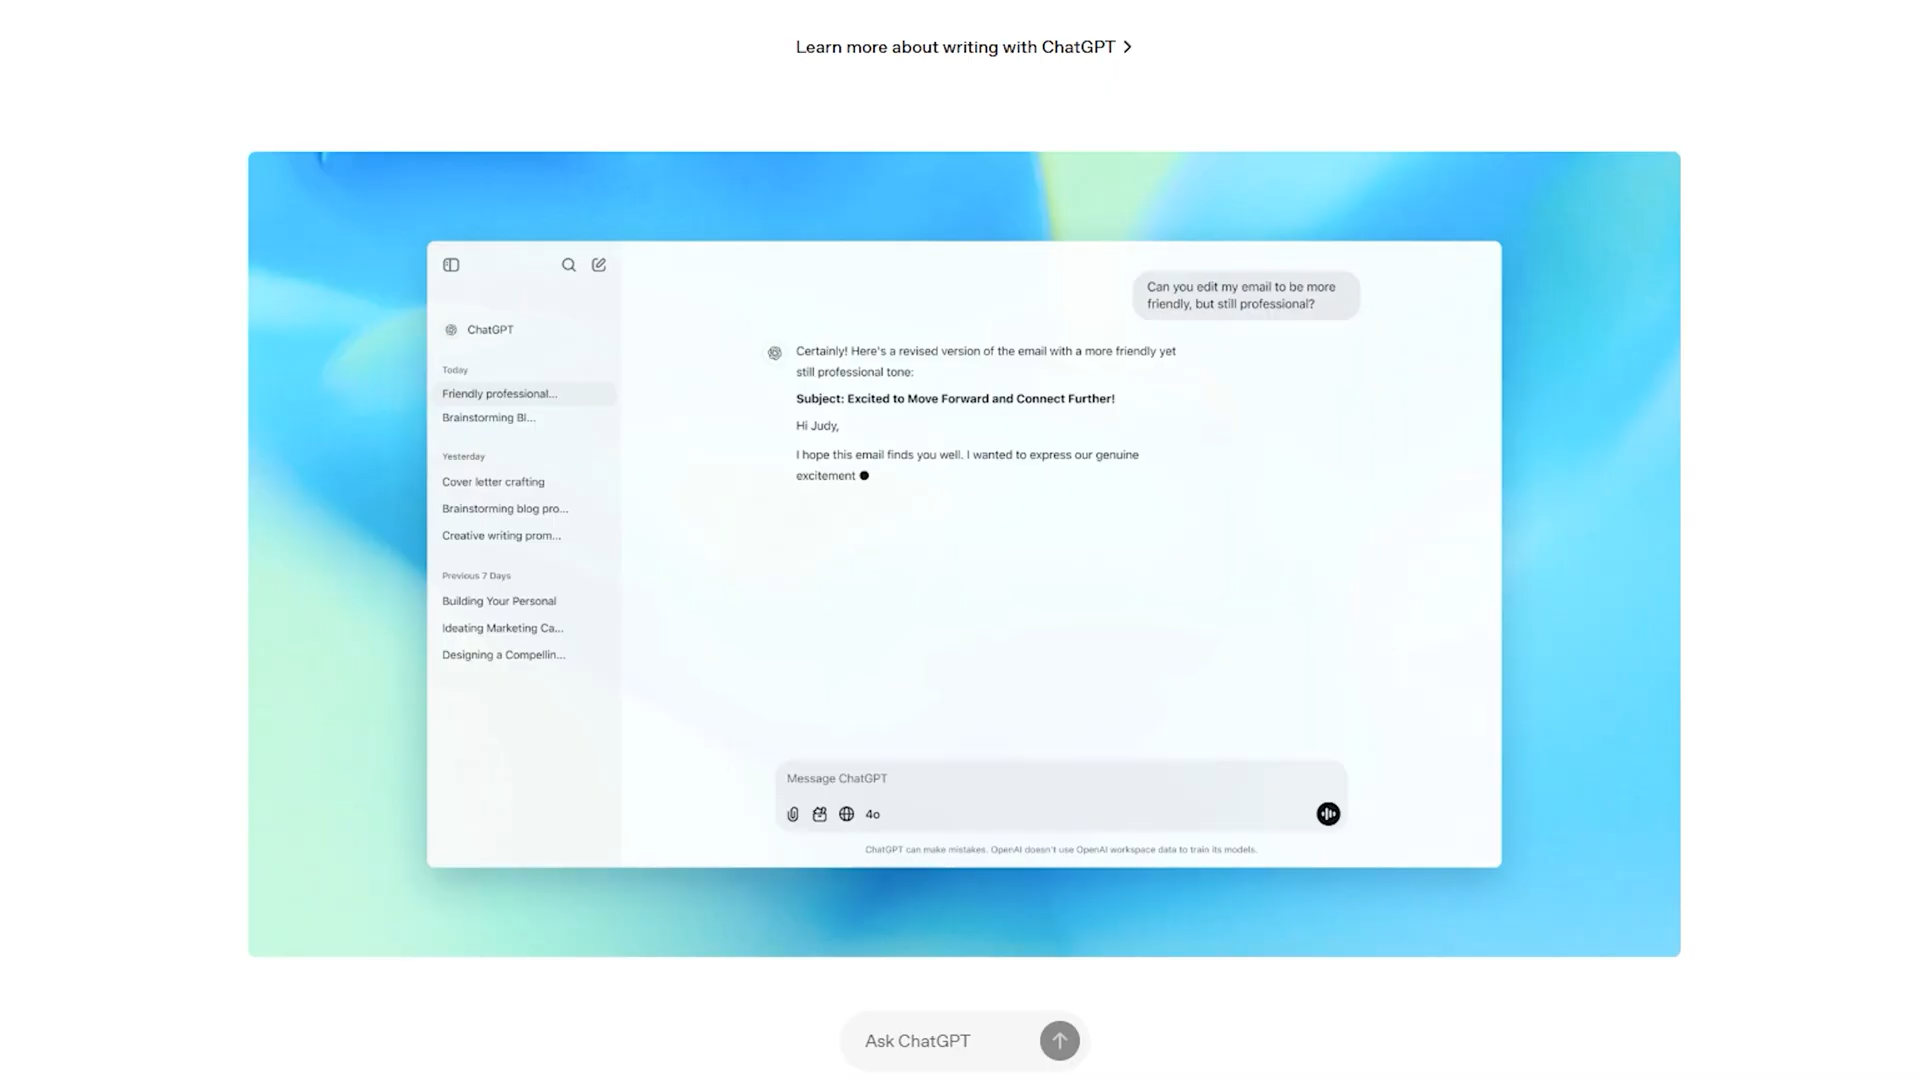 Learn more about writing with ChatGPT
ChatGPT
Today
Friendly professional...
Brainstorming Bl...
Yesterday
Cover letter crafting
Brainstorming blog pro...
Creative writing prom...
Previous 7 Days
Building Your Personal
Ideating Marketing Ca...
Designing a Compellin...
Can you edit my email to be more
friendly, but still professional?
Certainly! Here's a revised version of the email with a more friendly yet
still professional tone:
Subject: Excited to Move Forward and Connect Further!
Hi Judy,
I hope this email finds you well. I wanted to express our genuine
excitement
Message ChatGPT
4o
ChatGPT can make mistakes. OpenAI doesn't use OpenAI workspace data to train its models.
Ask ChatGPT